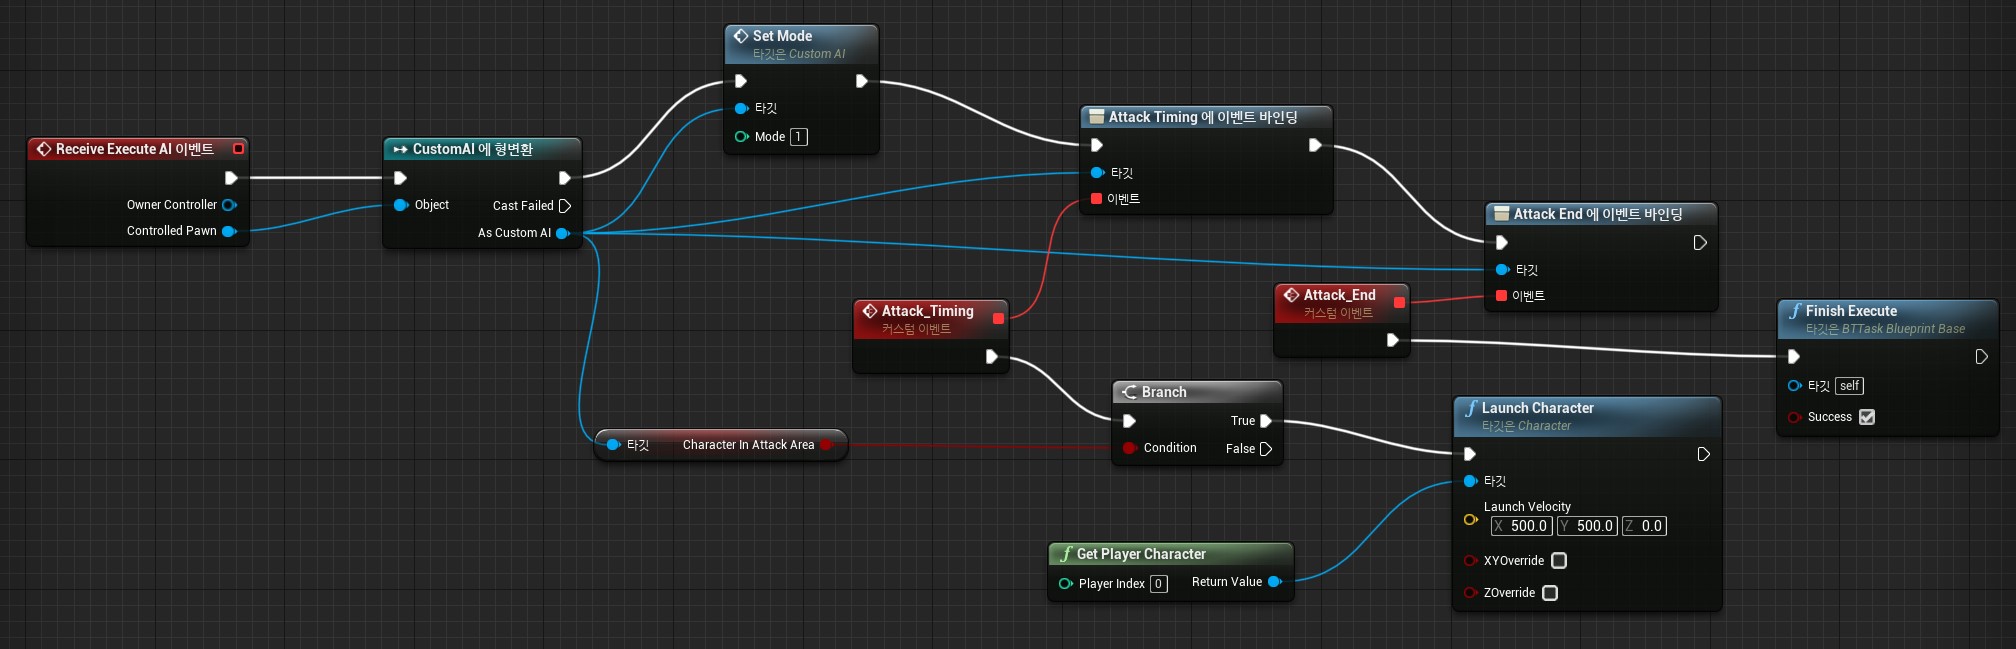 Receive Execute AI 이벤트
Owner Controller
Controlled Pawn
CustomAI 에 형변환
Object
Cast Failed
As Custom AI
Set Mode
타깃은 Custom AI
타깃
Mode 1
Attack Timing 에 이벤트 바인딩
타깃
이벤트
Attack End 에 이벤트 바인딩
타깃
이벤트
Attack_Timing
커스텀 이벤트
Attack_End
커스텀 이벤트
Finish Execute
타깃은 BTTask Blueprint Base
타깃 self
Success
타깃 Character In Attack Area
Branch
True
Condition False
Launch Character
타깃은 Character
타깃
Launch Velocity
X 500.0 Y 500.0 Z 0.0
XYOverride
ZOverride
Get Player Character
Player Index 0 Return Value